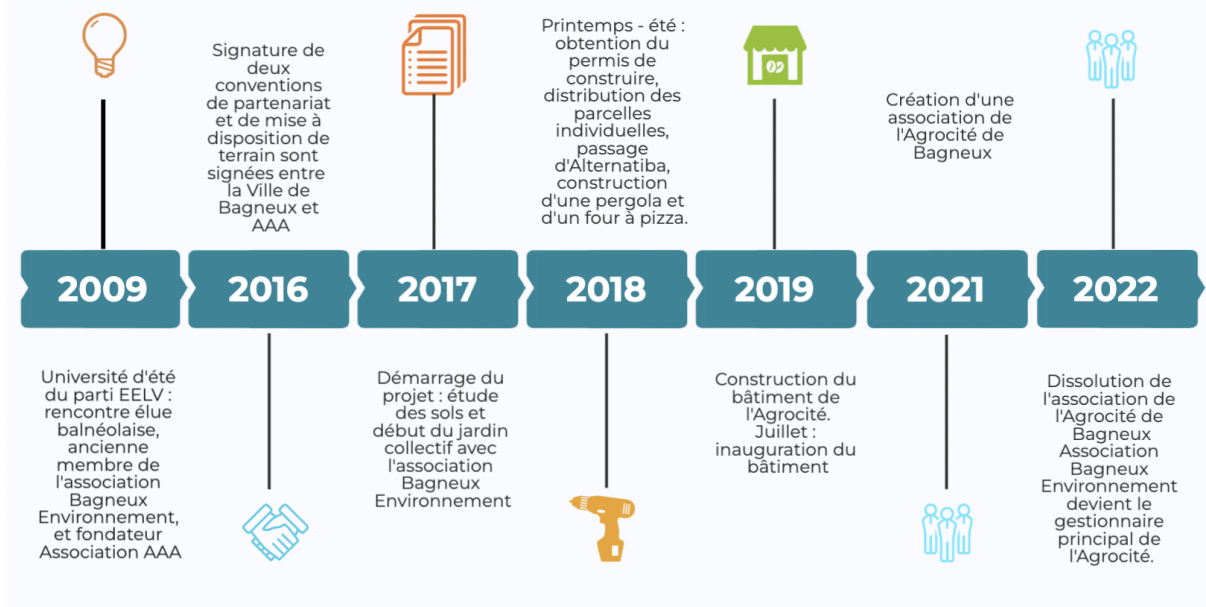 2009
Université d'été
du parti EELV :
rencontre élue
balnéolaise,
ancienne
membre de
l'association
Bagneux
Environnement,
et fondateur
Association AAA
2016
Signature de
deux
conventions
de partenariat
et de mise à
disposition de
terrain sont
signées entre
la Ville de
Bagneux et
AAA
2017
Démarrage du
projet : étude
des sols et
début du jardin
collectif avec
l'association
Bagneux
Environnement
2018
Printemps - été :
obtention du
permis de
construire,
distribution des
parcelles
individuelles,
passage
d'Alternatiba,
construction
d'une pergola et
d'un four à pizza.
2019
Construction du
bâtiment de
l'Agrocité.
Juillet :
inauguration du
bâtiment
2021
Création d'une
association de
l'Agrocité de
Bagneux
2022
Dissolution de
l'association de
l'Agrocité de
Bagneux
Association
Bagneux
Environnement
devient le
gestionnaire
principal de
l'Agrocité.